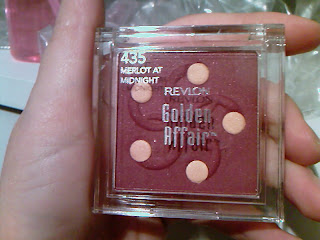 435
MERLOT AT
MIDNIGHT
REVLON
Golden
Affair